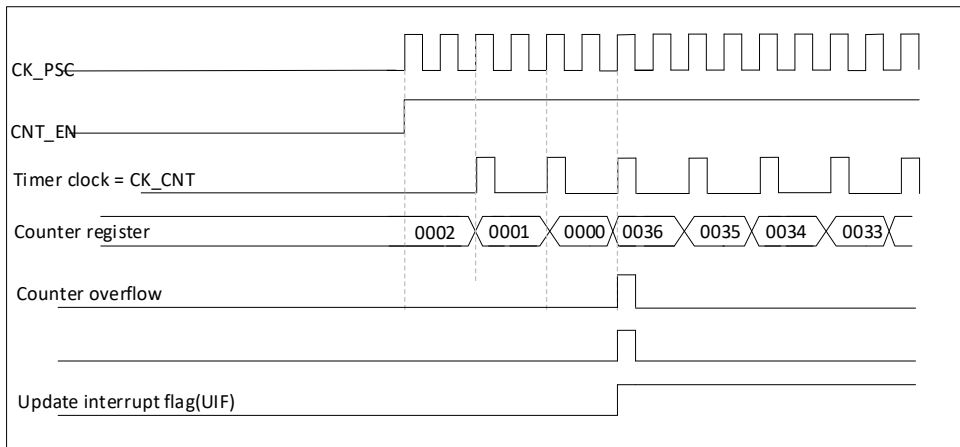 CK_PSC
CNT_EN
Timer clock = CK_CNT
Counter register 0002 0001 0000 0036 0035 0034 0033
Counter overflow
Update interrupt flag(UIF)